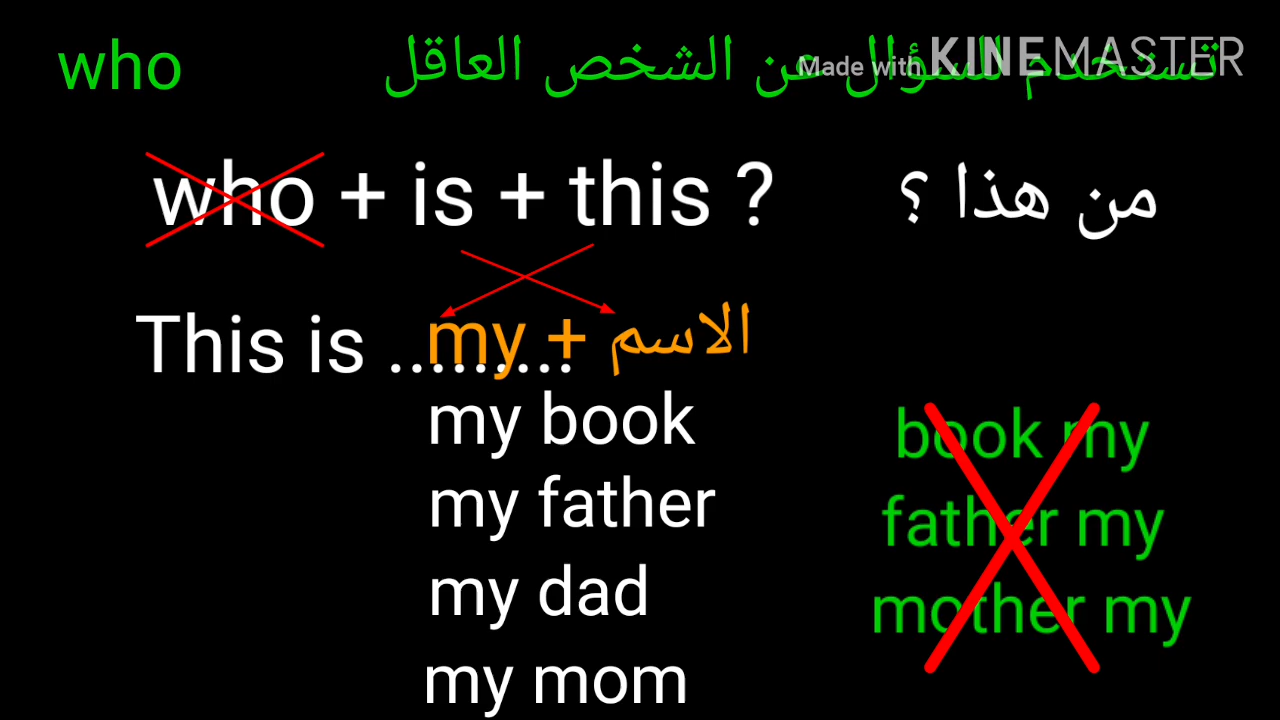 who تستخدم للسؤال عن الشخص العاقل
Made with KINEMASTER
who + is + this ? من هذا ؟
This is ......... my + الاسم
my book
my father
my dad
my mom
book my
father my
mother my